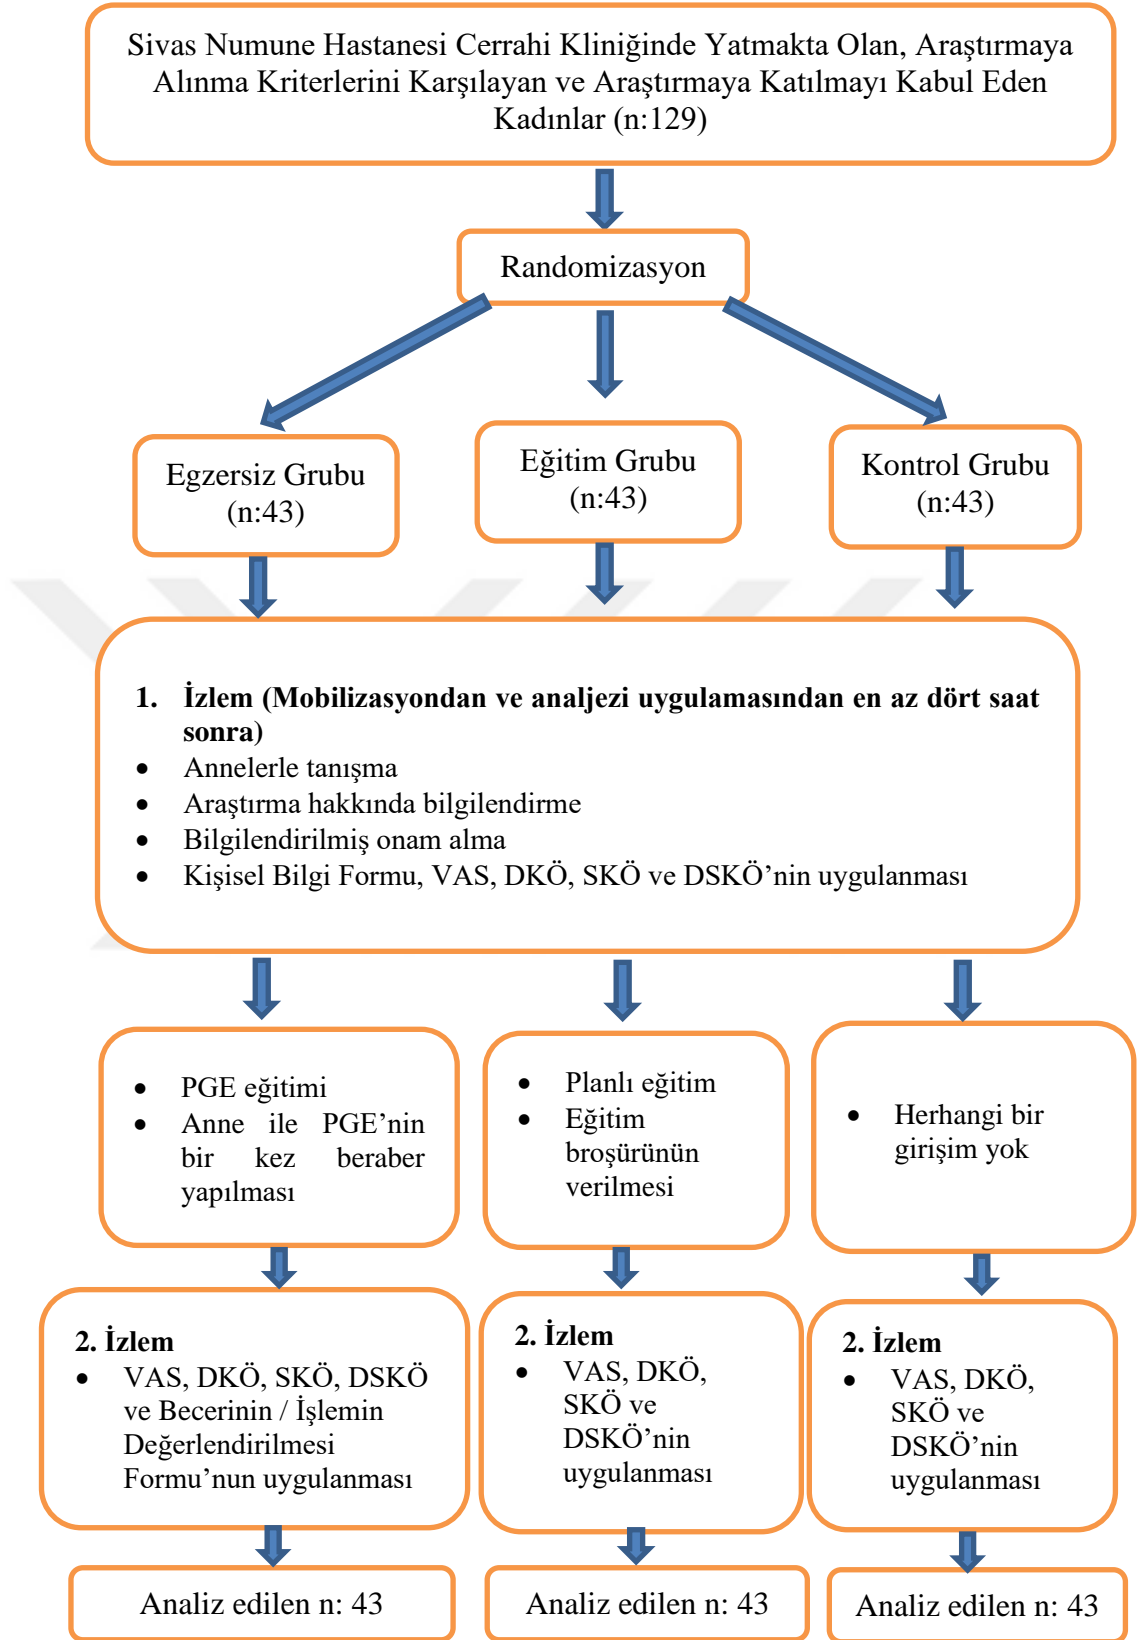 Sivas Numune Hastanesi Cerrahi Kliniğinde Yatmakta Olan, Araştırmaya
Alınma Kriterlerini Karşılayan ve Araştırmaya Katılmayı Kabul Eden
Kadınlar (n:129)
Randomizasyon
Egzersiz Grubu
(n:43)
Eğitim Grubu
(n:43)
Kontrol Grubu
(n:43)
1. İzlem (Mobilizasyondan ve analjezi uygulamasından en az dört saat
sonra)
• Annelerle tanışma
• Araştırma hakkında bilgilendirme
• Bilgilendirilmiş onam alma
• Kişisel Bilgi Formu, VAS, DKÖ, SKÖ ve DSKÖ’nin uygulanması
• PGE eğitimi
• Anne ile PGE’nin
bir kez beraber
yapılması
• Planlı eğitim
• Eğitim
broşürünün
verilmesi
• Herhangi bir
girişim yok
2. İzlem
• VAS, DKÖ, SKÖ, DSKÖ
ve Becerinin / İşlemin
Değerlendirilmesi
Formu’nun uygulanması
2. İzlem
• VAS, DKÖ,
SKÖ ve
DSKÖ’nin
uygulanması
2. İzlem
• VAS, DKÖ,
SKÖ ve
DSKÖ’nin
uygulanması
Analiz edilen n: 43
Analiz edilen n: 43
Analiz edilen n: 43